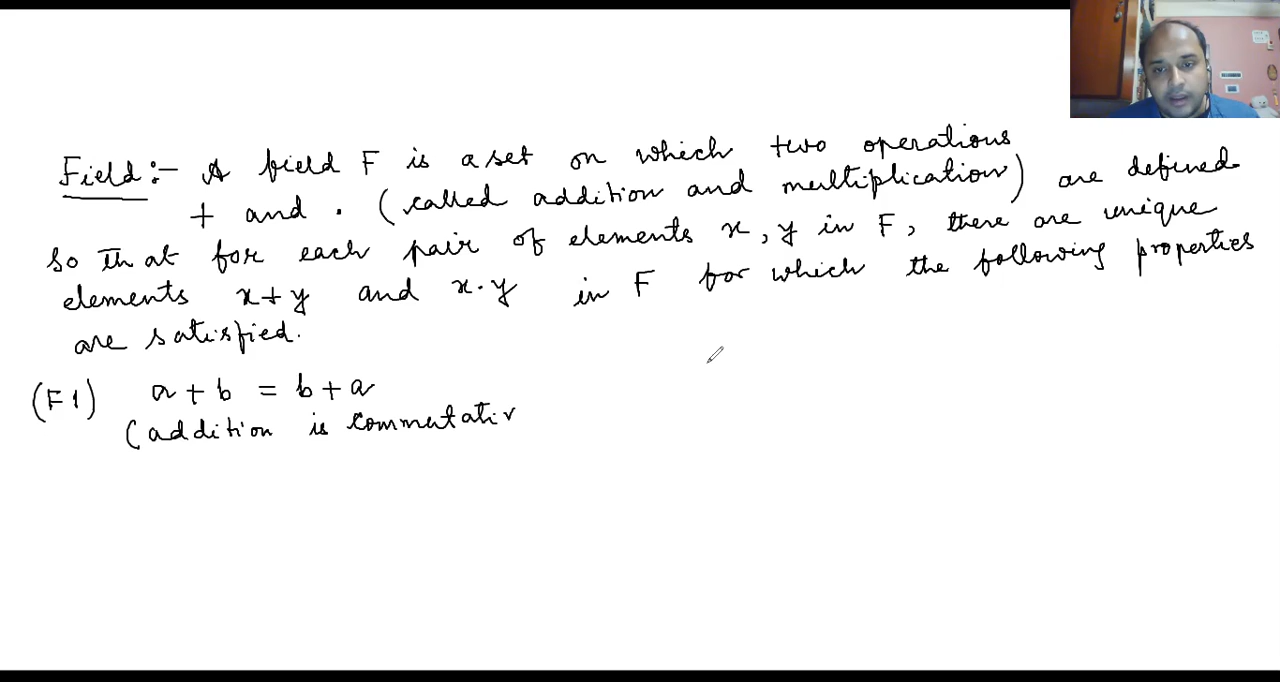 Field:- A field F is a set on which two operations
+ and . (called addition and multiplication) are defined
so that for each pair of elements x, y in F, there are unique
elements x+y and x.y in F for which the following properties
are satisfied.
(F1) a + b = b + a
(addition is commutativ